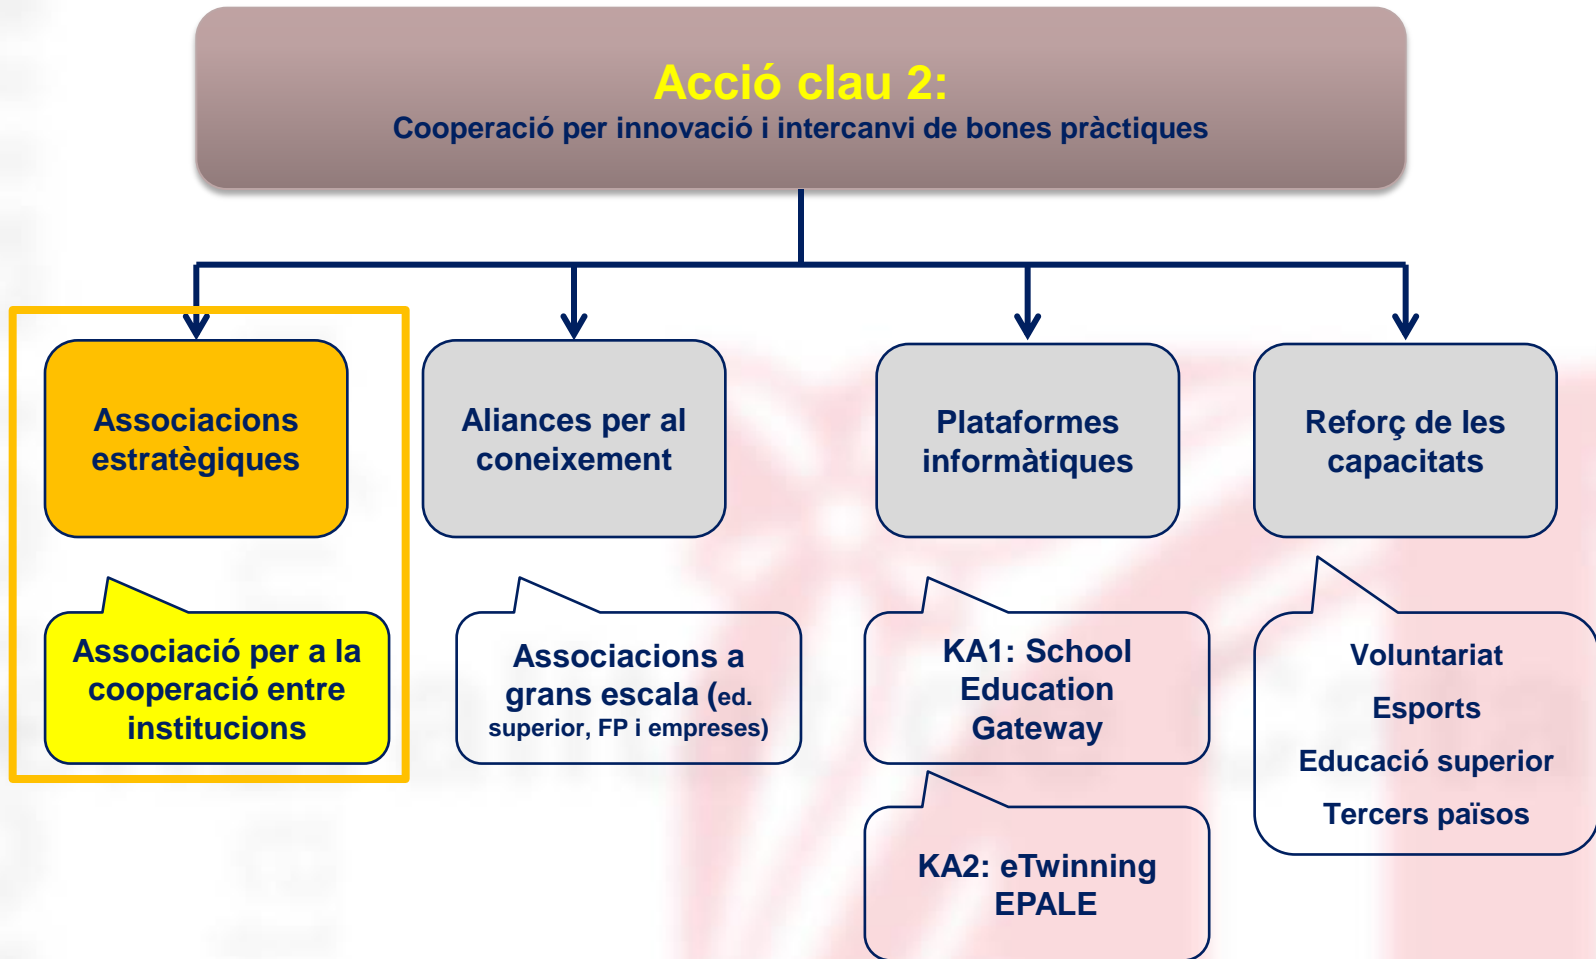 Acció clau 2:
Cooperació per innovació i intercanvi de bones pràctiques
Associacions
estratègiques
Aliances per al
coneixement
Plataformes
informàtiques
Reforç de les
capacitats
Associació per a la
cooperació entre
institucions
Associacions a
grans escala (ed.
superior, FP i empreses)
KA1: School
Education
Gateway
KA2: eTwinning
EPALE
Voluntariat
Esports
Educació superior
Tercers països